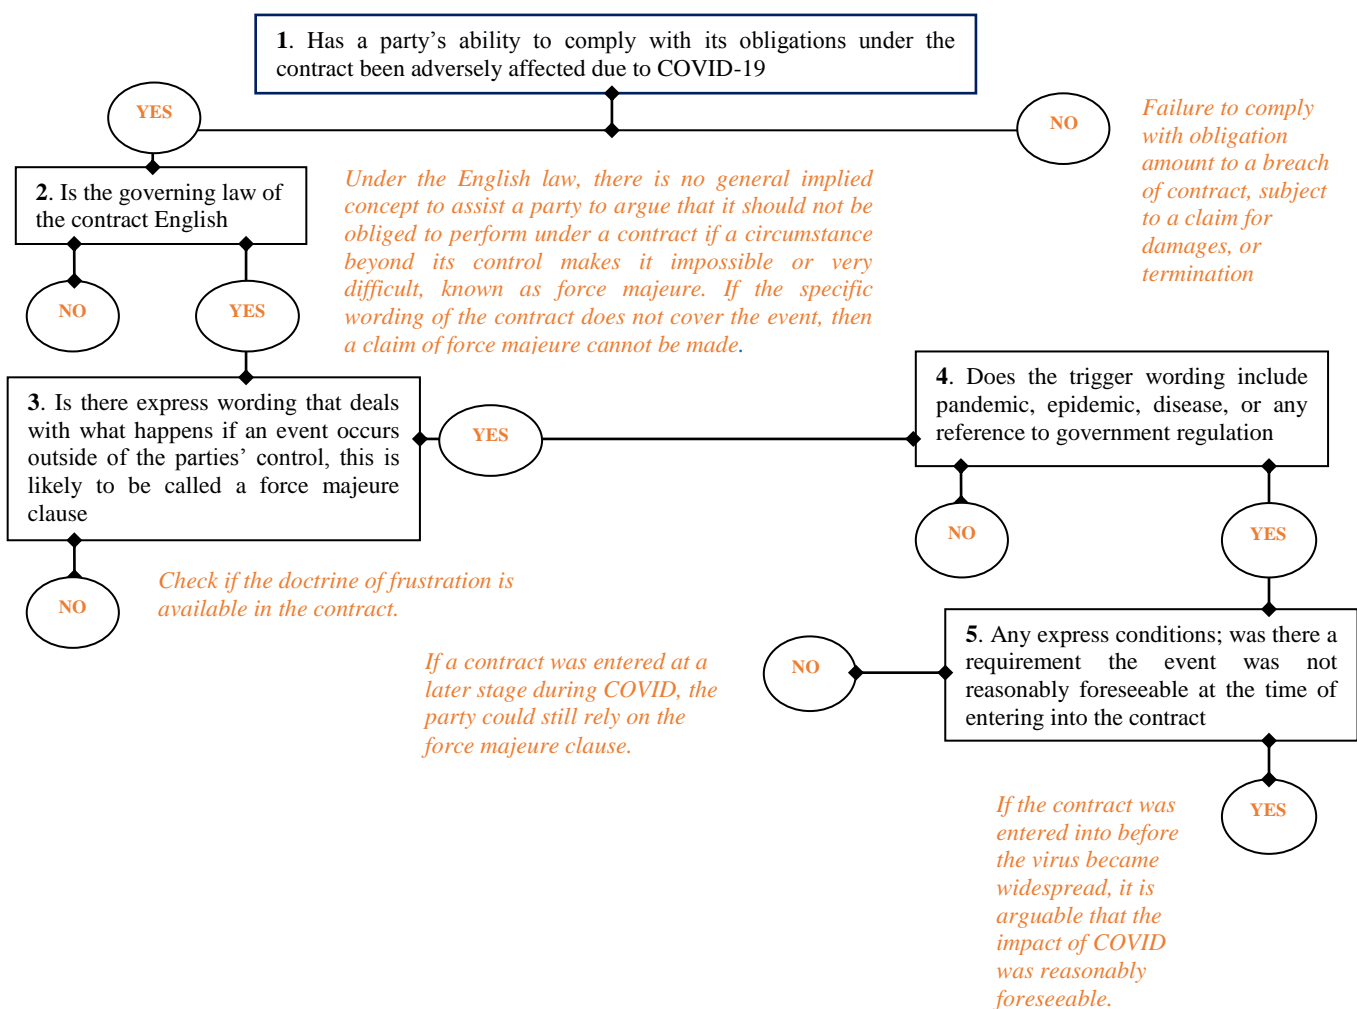 1. Has a party's ability to comply with its obligations under the
contract been adversely affected due to COVID-19
YES
NO
Failure to comply
with obligation
amount to a breach
of contract, subject
to a claim for
damages, or
termination
2. Is the governing law of
the contract English
Under the English law, there is no general implied
concept to assist a party to argue that it should not be
obliged to perform under a contract if a circumstance
beyond its control makes it impossible or very
difficult, known as force majeure. If the specific
wording of the contract does not cover the event, then
a claim of force majeure cannot be made.
NO
YES
3. Is there express wording that deals
with what happens if an event occurs
outside of the parties' control, this is
likely to be called a force majeure
clause
YES
4. Does the trigger wording include
pandemic, epidemic, disease, or any
reference to government regulation
NO
YES
NO
Check if the doctrine of frustration is
available in the contract.
5. Any express conditions; was there a
requirement the event was not
reasonably foreseeable at the time of
entering into the contract
NO
If a contract was entered at a
later stage during COVID, the
party could still rely on the
force majeure clause.
YES
If the contract was
entered into before
the virus became
widespread, it is
arguable that the
impact of COVID
was reasonably
foreseeable.